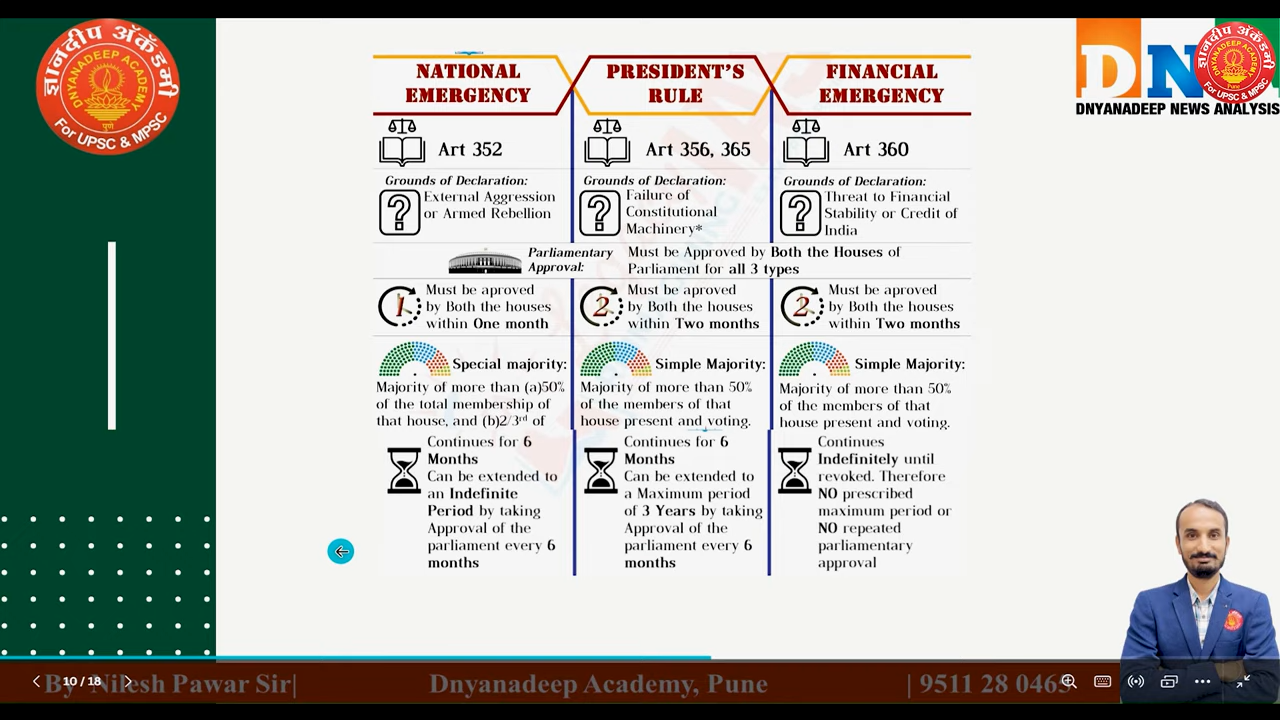 ज्ञानदीप अ‍ॅकॅडमी
DNYANADEEP ACADEMY
पुणे
For UPSC & MPSC
DN
DNYANADEEP NEWS ANALYSIS
NATIONAL
EMERGENCY
Art 352
Grounds of Declaration:
External Aggression
or Armed Rebellion
PRESIDENT'S
RULE
Art 356, 365
Grounds of Declaration:
Failure of
Constitutional
Machinery*
FINANCIAL
EMERGENCY
Art 360
Grounds of Declaration:
Threat to Financial
Stability or Credit of
India
Parliamentary
Approval:
Must be Approved by Both the Houses of
Parliament for all 3 types
1
Must be aproved
by Both the houses
within One month
2
Must be aproved
by Both the houses
within Two months
2
Must be aproved
by Both the houses
within Two months
Special majority:
Majority of more than (a)50%
of the total membership of
that house, and (b)2/3rd of
Simple Majority:
Majority of more than 50%
of the members of that
house present and voting.
Simple Majority:
Majority of more than 50%
of the members of that
house present and voting.
Continues for 6
Months
Can be extended to
an Indefinite
Period by taking
Approval of the
parliament every 6
months
Continues for 6
Months
Can be extended to
a Maximum period
of 3 Years by taking
Approval of the
parliament every 6
months
Continues
Indefinitely until
revoked. Therefore
NO prescribed
maximum period or
NO repeated
parliamentary
approval
10 / 18
By Nilesh Pawar Sir|
Dnyanadeep Academy, Pune
| 9511 28 0463